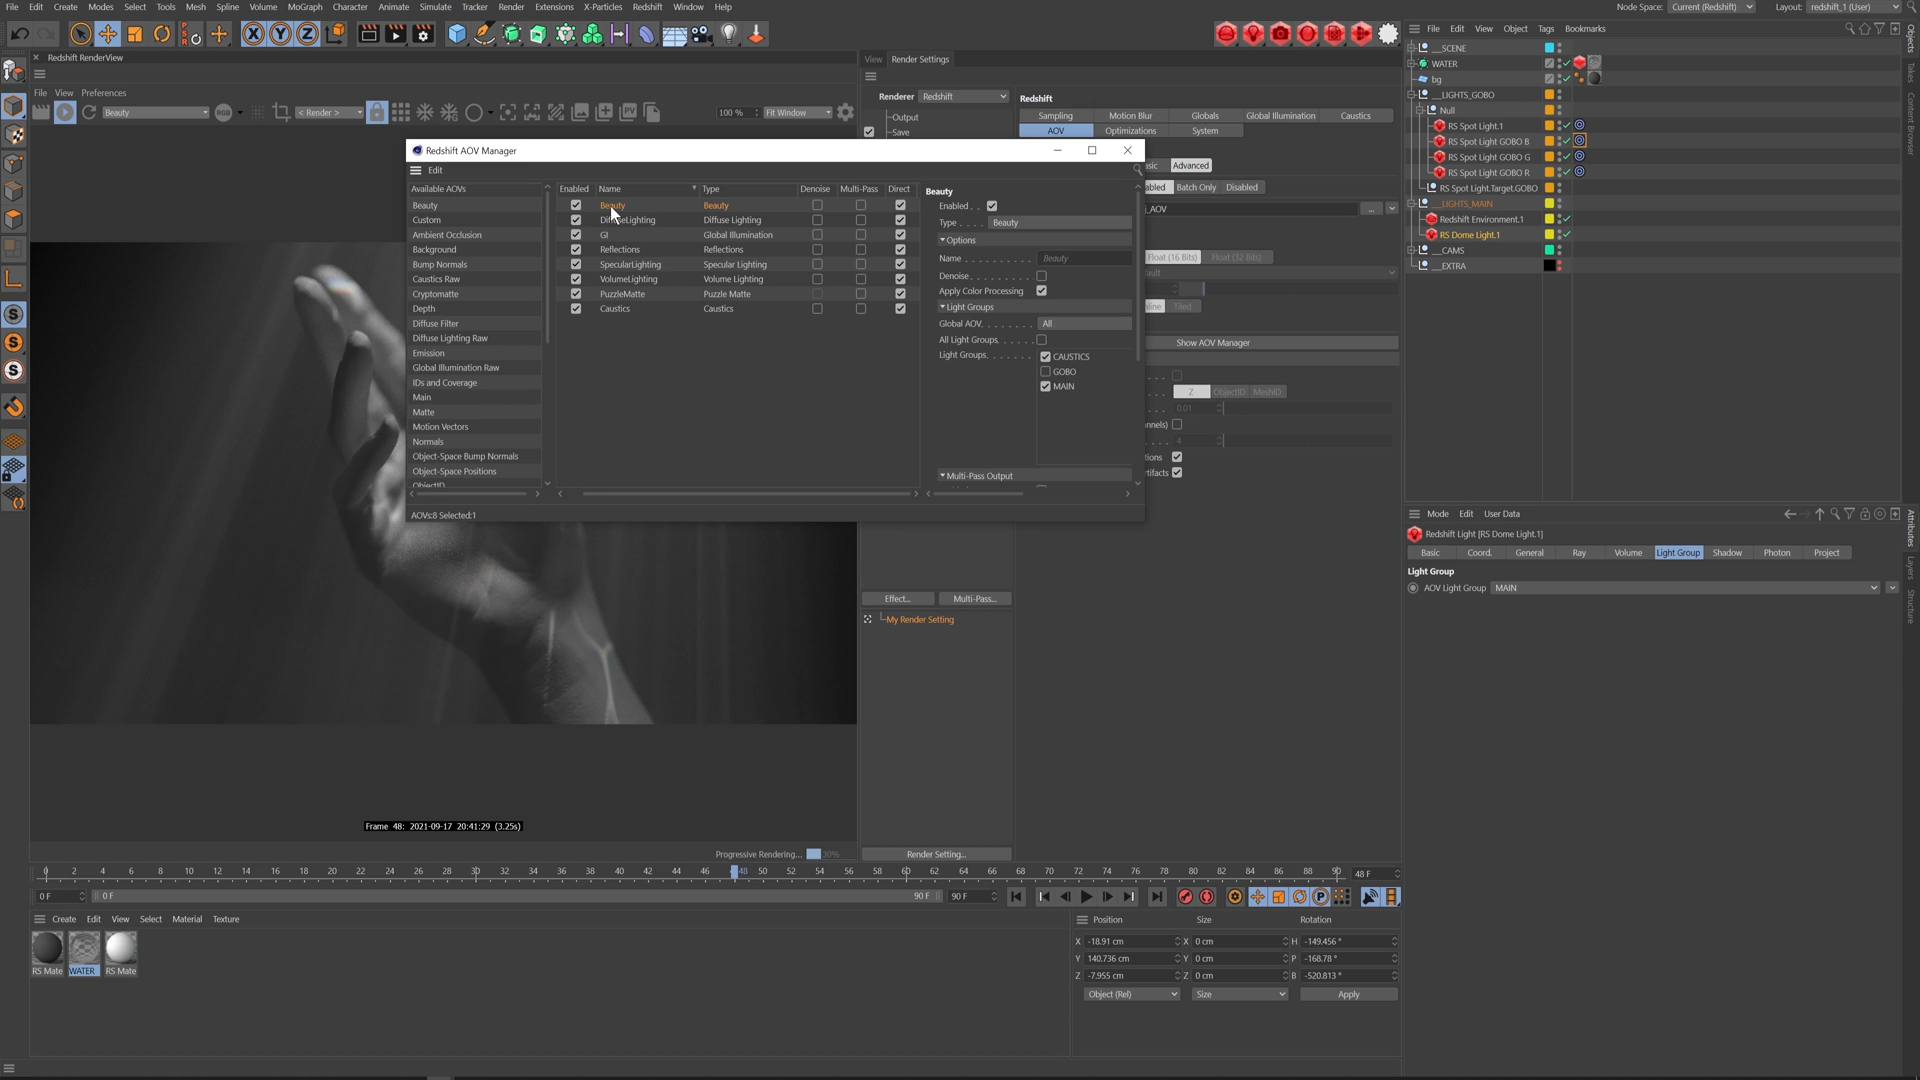 File Edit Create Modes Select Tools Mesh Spline Volume MoGraph Character Animate Simulate Tracker Render Extensions X-Particles Redshift Window Help
Node Space: Current (Redshift) Layout: redshift_1 (User)
Redshift RenderView
File View Preferences
Beauty RGB < Render > 100 % Fit Window
Frame 48: 2021-09-17 20:41:29 (3.25s)
Progressive Rendering... 30%
View Render Settings
Renderer Redshift
Output
Save
Redshift
Sampling Motion Blur Globals Global Illumination Caustics
AOV Optimizations System
Advanced
Batch Only Disabled
_AOV
Float (16 Bits) Float (32 Bits)
Tiled
Show AOV Manager
Z ObjectID MeshID
0.01
4
Effect... Multi-Pass...
My Render Setting
Render Setting...
Redshift AOV Manager
Edit
Available AOVs
Beauty
Custom
Ambient Occlusion
Background
Bump Normals
Caustics Raw
Cryptomatte
Depth
Diffuse Filter
Diffuse Lighting Raw
Emission
Global Illumination Raw
IDs and Coverage
Main
Matte
Motion Vectors
Normals
Object-Space Bump Normals
Object-Space Positions
ObjectID
Enabled Name Type Denoise Multi-Pass Direct
Beauty Beauty
DiffuseLighting Diffuse Lighting
GI Global Illumination
Reflections Reflections
SpecularLighting Specular Lighting
VolumeLighting Volume Lighting
PuzzleMatte Puzzle Matte
Caustics Caustics
Beauty
Enabled
Type Beauty
Options
Name Beauty
Denoise
Apply Color Processing
Light Groups
Global AOV All
All Light Groups
Light Groups CAUSTICS
GOBO
MAIN
Multi-Pass Output
AOVs:8 Selected:1
File Edit View Object Tags Bookmarks
__SCENE
WATER
bg
__LIGHTS_GOBO
Null
RS Spot Light.1
RS Spot Light GOBO B
RS Spot Light GOBO G
RS Spot Light GOBO R
RS Spot Light.Target.GOBO
__LIGHTS_MAIN
Redshift Environment.1
RS Dome Light.1
__CAMS
__EXTRA
Objects
Takes
Content Browser
Mode Edit User Data
Redshift Light [RS Dome Light.1]
Basic Coord. General Ray Volume Light Group Shadow Photon Project
Light Group
AOV Light Group MAIN
Attributes
Layers
Structure
0 2 4 6 8 10 12 14 16 18 20 22 24 26 28 30 32 34 36 38 40 42 44 46 48 50 52 54 56 58 60 62 64 66 68 70 72 74 76 78 80 82 84 86 88 90 48 F
0 F 0 F 90 F 90 F
Create Edit View Select Material Texture
RS Mate WATER RS Mate
Position Size Rotation
X -18.91 cm X 0 cm H -149.456 °
Y 140.736 cm Y 0 cm P -168.78 °
Z -7.955 cm Z 0 cm B -520.813 °
Object (Rel) Size Apply